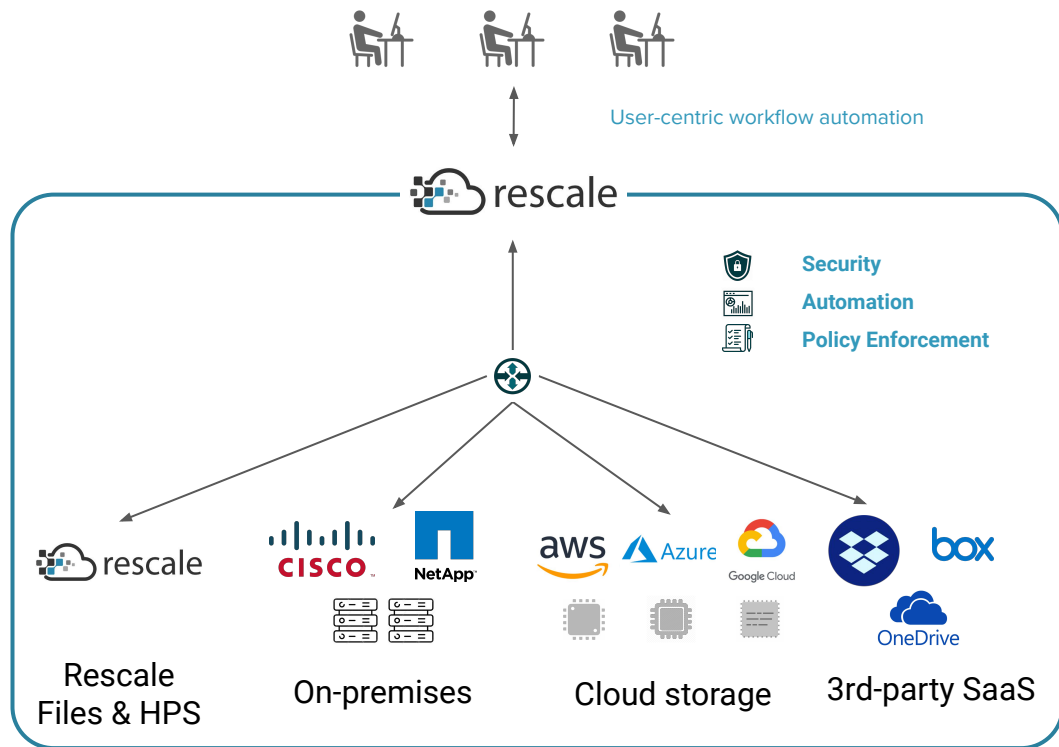 User-centric workflow automation
rescale
Security
Automation
Policy Enforcement
rescale
CISCO
NetApp
aws
Azure
Google Cloud
box
OneDrive
Rescale
Files & HPS
On-premises
Cloud storage
3rd-party SaaS